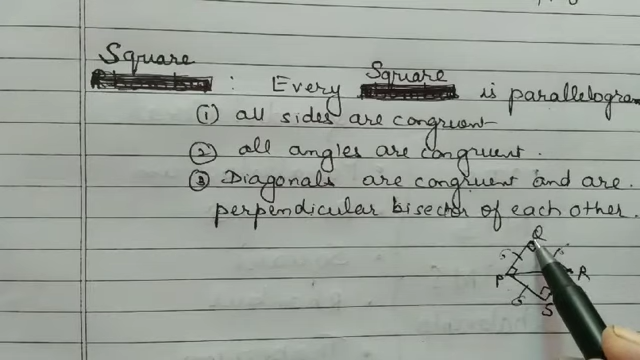 Square Square
: Every is parallelogram
① all sides are congruent
② all angles are congruent.
③ Diagonals are congruent and are.
perpendicular bisector of each other.
Q
P R
S